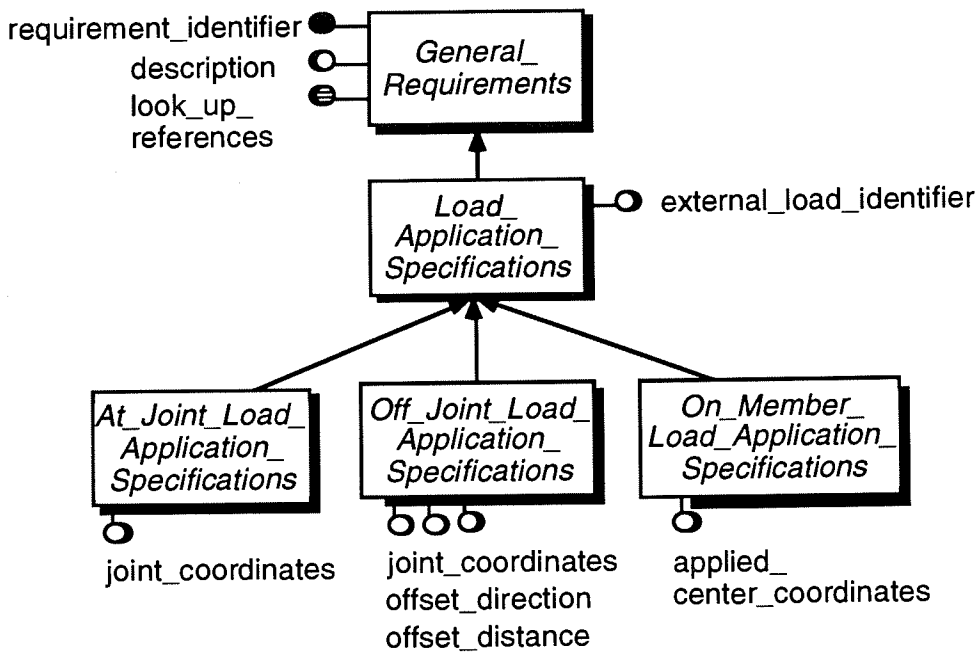 requirement_identifier
description
look_up_
references
General_
Requirements
Load_
Application_
Specifications
external_load_identifier
At_Joint_Load_
Application_
Specifications
Off_Joint_Load_
Application_
Specifications
On_Member_
Load_Application_
Specifications
joint_coordinates
joint_coordinates
offset_direction
offset_distance
applied_
center_coordinates